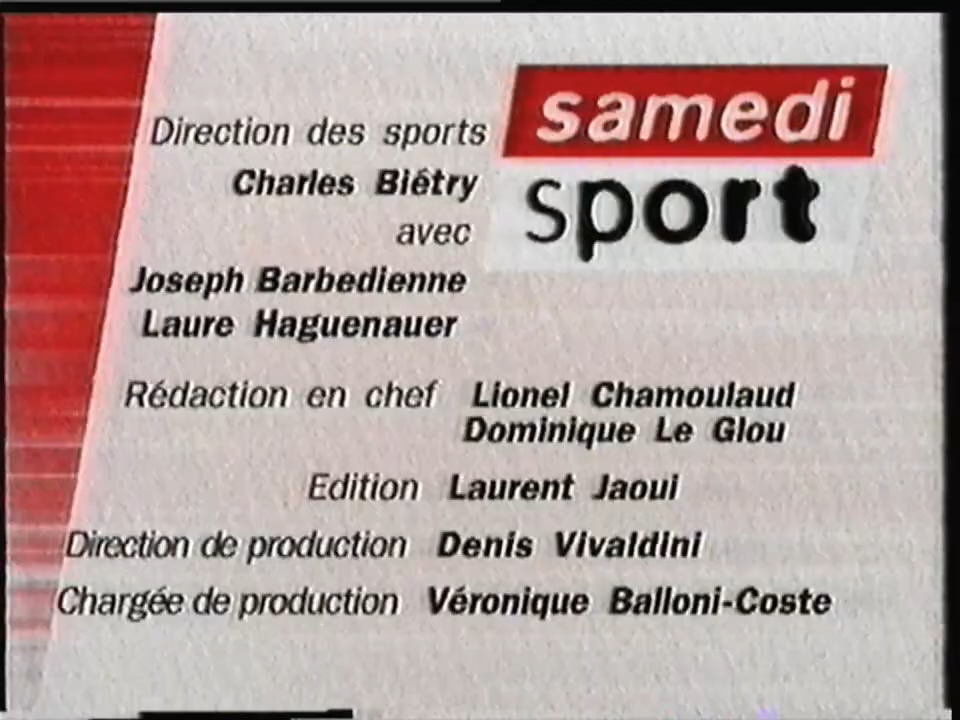 samedi
sport
Direction des sports
Charles Biétry
avec
Joseph Barbedienne
Laure Haguenauer
Rédaction en chef Lionel Chamoulaud
Dominique Le Glou
Edition Laurent Jaoui
Direction de production Denis Vivaldini
Chargée de production Véronique Balloni-Coste